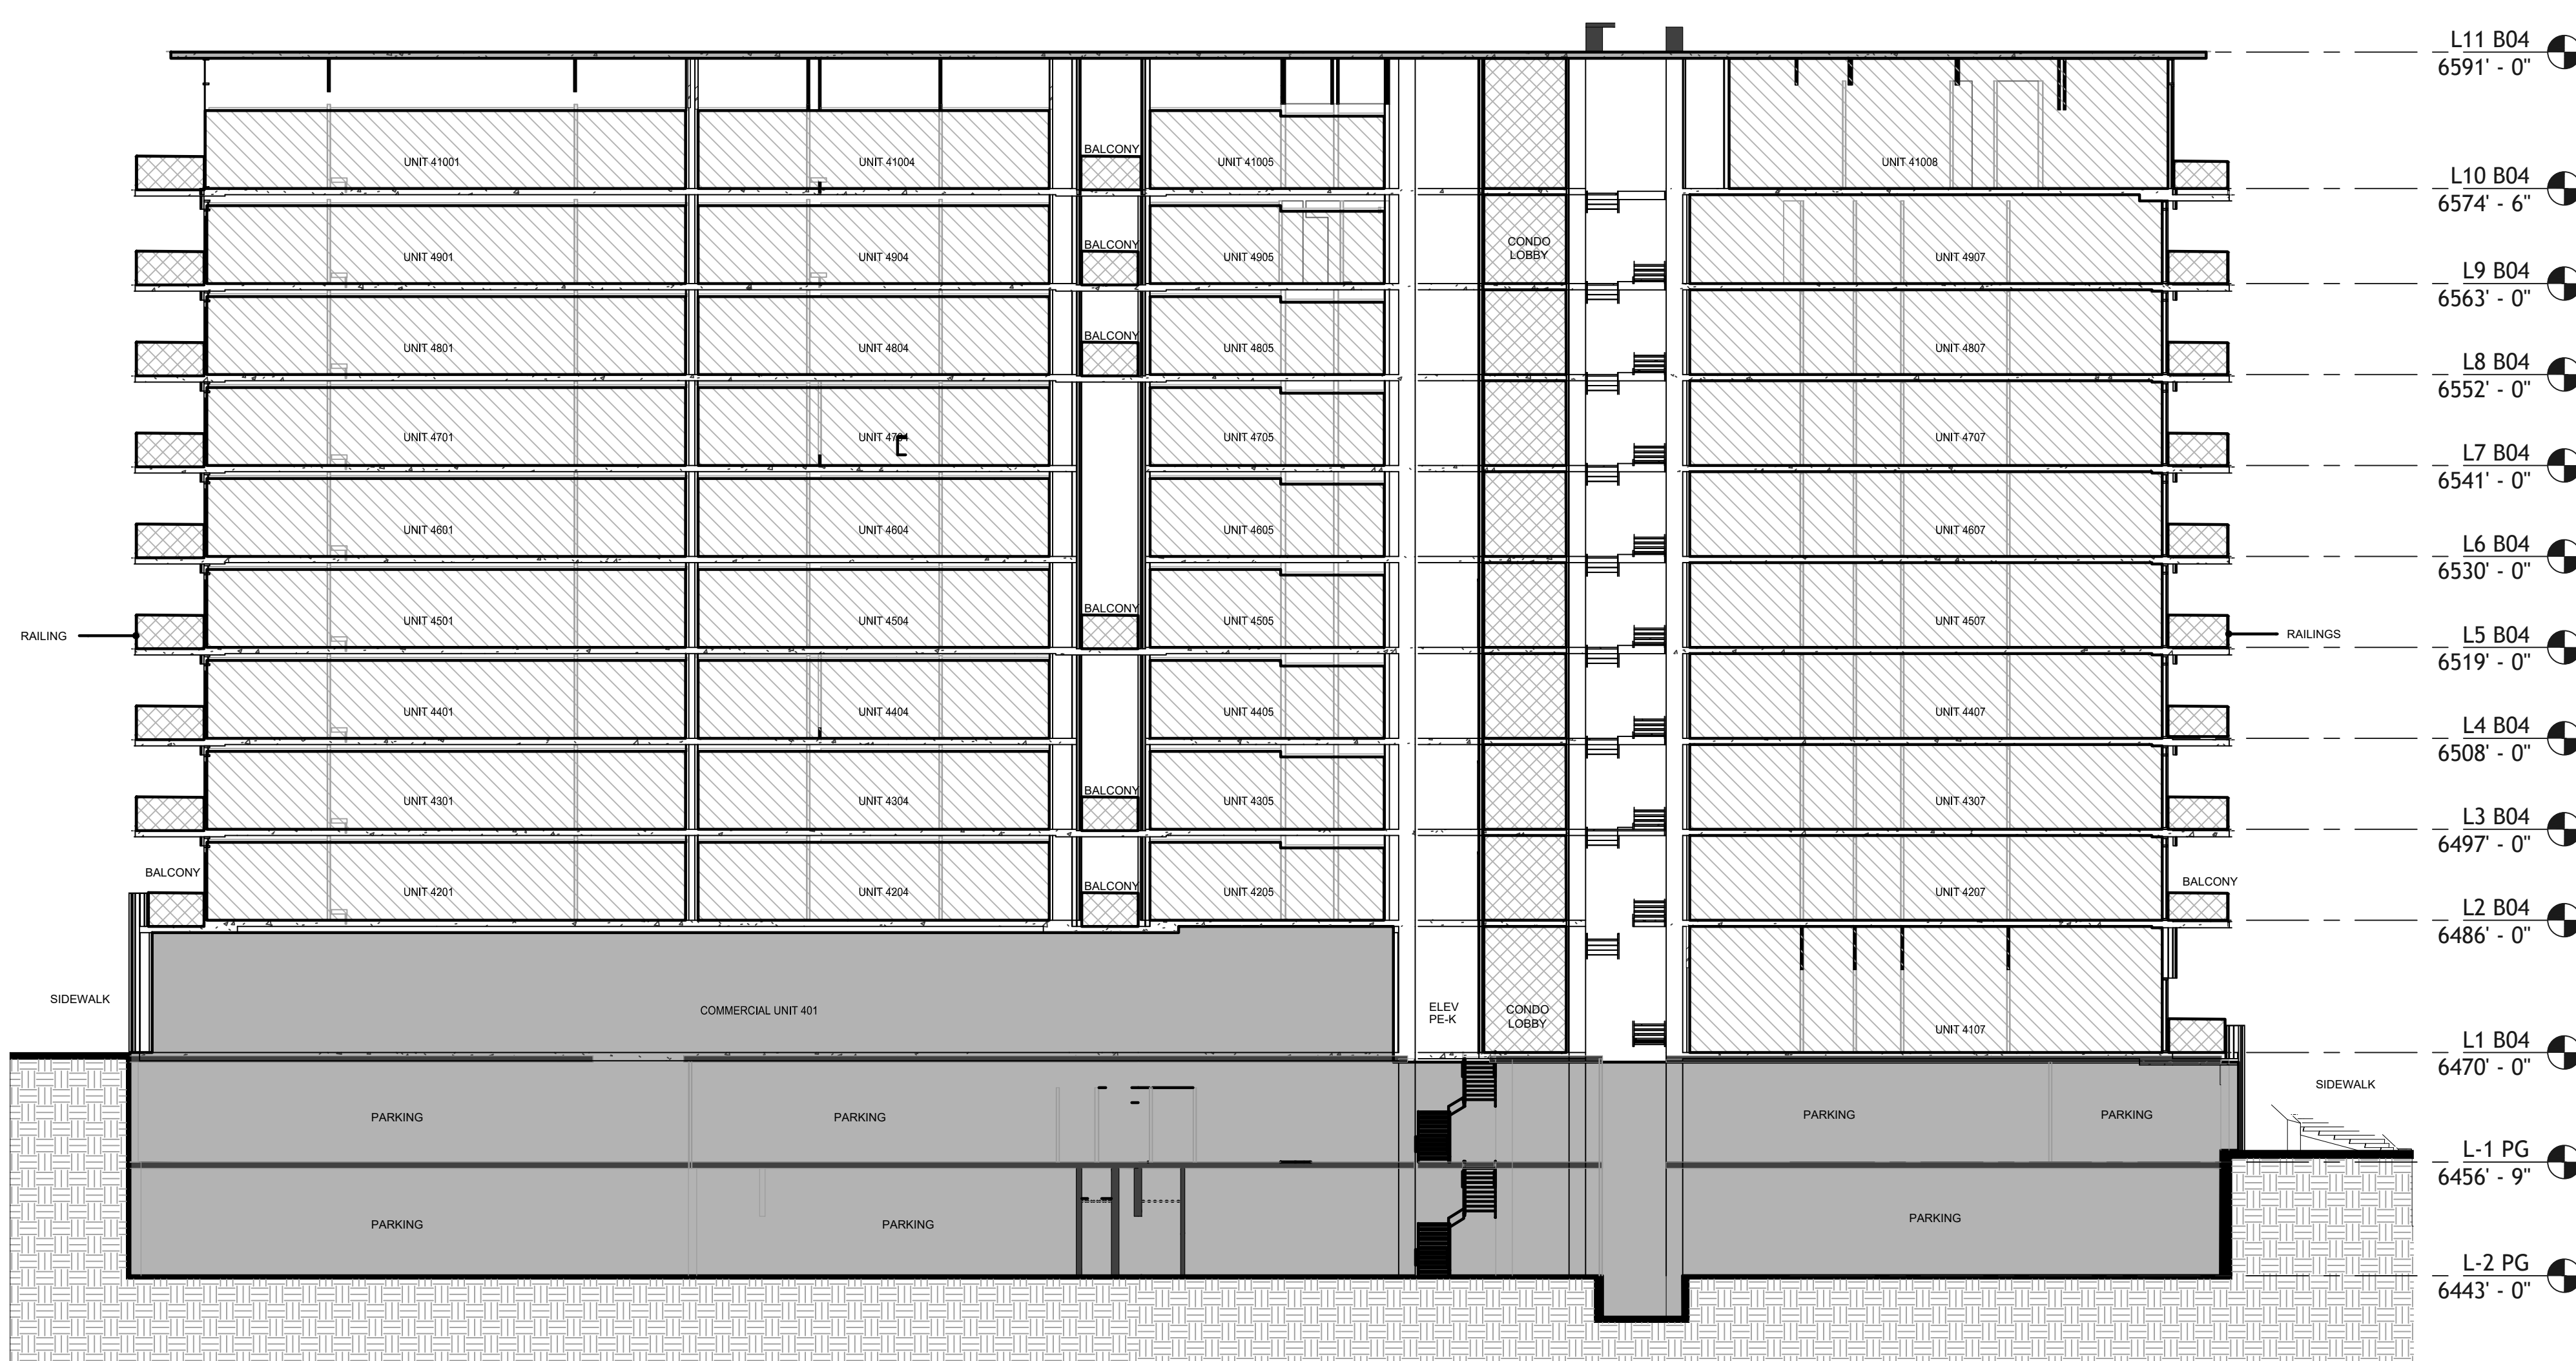 L11 B04
6591' - 0"
BALCONY
UNIT 41001
UNIT 41004
UNIT 41005
UNIT 41008
L10 B04
6574' - 6"
BALCONY
CONDO
LOBBY
UNIT 4901
UNIT 4904
UNIT 4905
UNIT 4907
L9 B04
6563' - 0"
BALCONY
UNIT 4801
UNIT 4804
UNIT 4805
UNIT 4807
L8 B04
6552' - 0"
UNIT 4701
UNIT 4704
UNIT 4705
UNIT 4707
L7 B04
6541' - 0"
UNIT 4601
UNIT 4604
UNIT 4605
UNIT 4607
L6 B04
6530' - 0"
BALCONY
UNIT 4501
UNIT 4504
UNIT 4505
UNIT 4507
RAILING
RAILINGS
L5 B04
6519' - 0"
UNIT 4401
UNIT 4404
UNIT 4405
UNIT 4407
L4 B04
6508' - 0"
BALCONY
UNIT 4301
UNIT 4304
UNIT 4305
UNIT 4307
L3 B04
6497' - 0"
BALCONY
BALCONY
BALCONY
UNIT 4201
UNIT 4204
UNIT 4205
UNIT 4207
L2 B04
6486' - 0"
SIDEWALK
COMMERCIAL UNIT 401
ELEV
PE-K
CONDO
LOBBY
UNIT 4107
L1 B04
6470' - 0"
SIDEWALK
PARKING
PARKING
PARKING
PARKING
L-1 PG
6456' - 9"
PARKING
PARKING
PARKING
L-2 PG
6443' - 0"